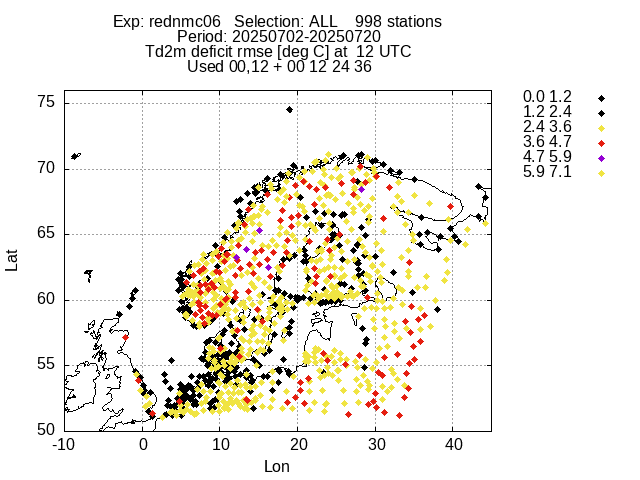 Exp: rednmc06   Selection: ALL    998 stations
Period: 20250702-20250720
Td2m deficit rmse [deg C] at  12 UTC
Used 00,12 + 00 12 24 36
0.0 1.2
1.2 2.4
2.4 3.6
3.6 4.7
4.7 5.9
5.9 7.1
75
70
65
60
55
50
Lat
-10 0 10 20 30 40
Lon